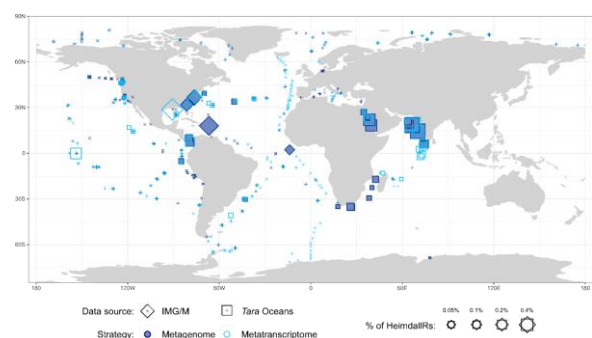 90N
60N
30N
0
30S
60S
180 120W 60W 0 60E 120E 180
Data source: IMG/M Tara Oceans
Strategy: Metagenome Metatranscriptome
% of HeimdallRs: 0.05% 0.1% 0.2% 0.4%